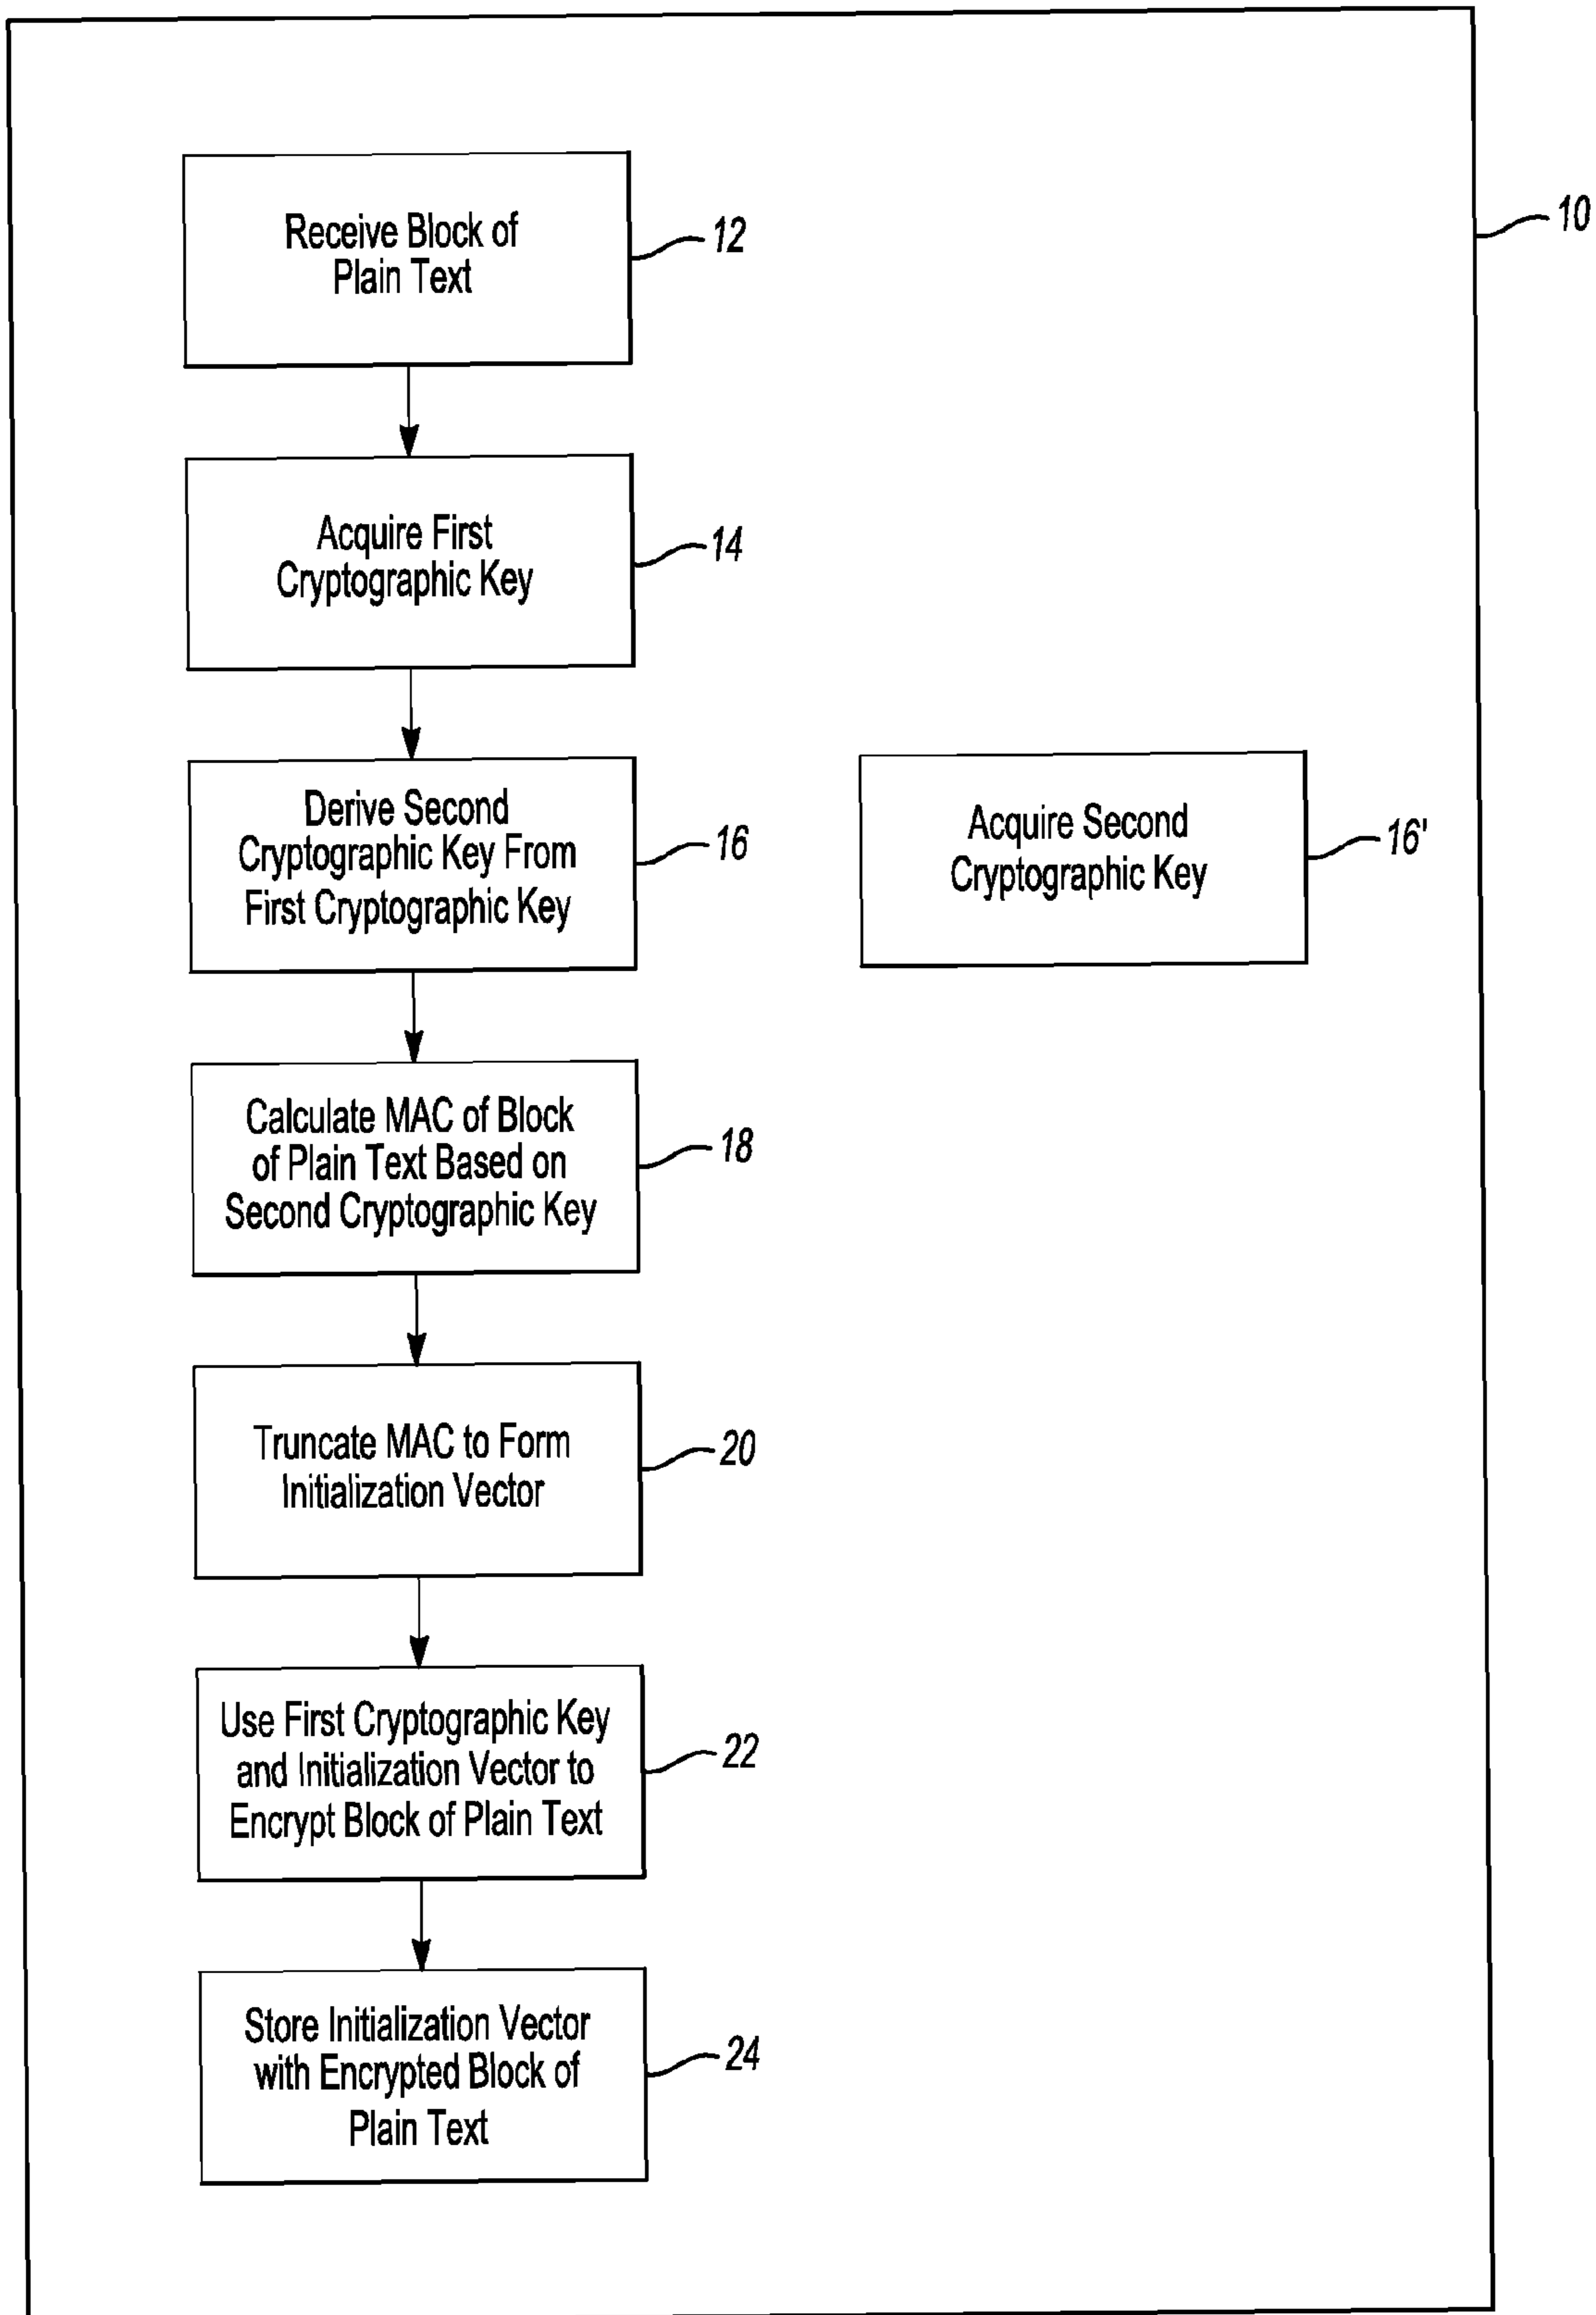 10
Receive Block of
Plain Text
12
Acquire First
Cryptographic Key
14
Derive Second
Cryptographic Key From
First Cryptographic Key
16
Acquire Second
Cryptographic Key
16'
Calculate MAC of Block
of Plain Text Based on
Second Cryptographic Key
18
Truncate MAC to Form
Initialization Vector
20
Use First Cryptographic Key
and Initialization Vector to
Encrypt Block of Plain Text
22
Store Initialization Vector
with Encrypted Block of
Plain Text
24